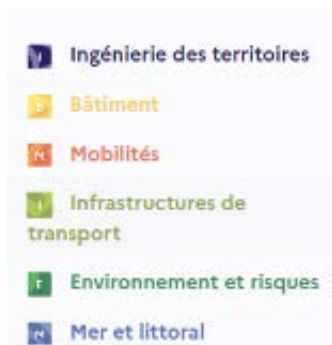 Ingénierie des territoires
Bâtiment
M Mobilités
I Infrastructures de
transport
Environnement et risques
M Mer et littoral